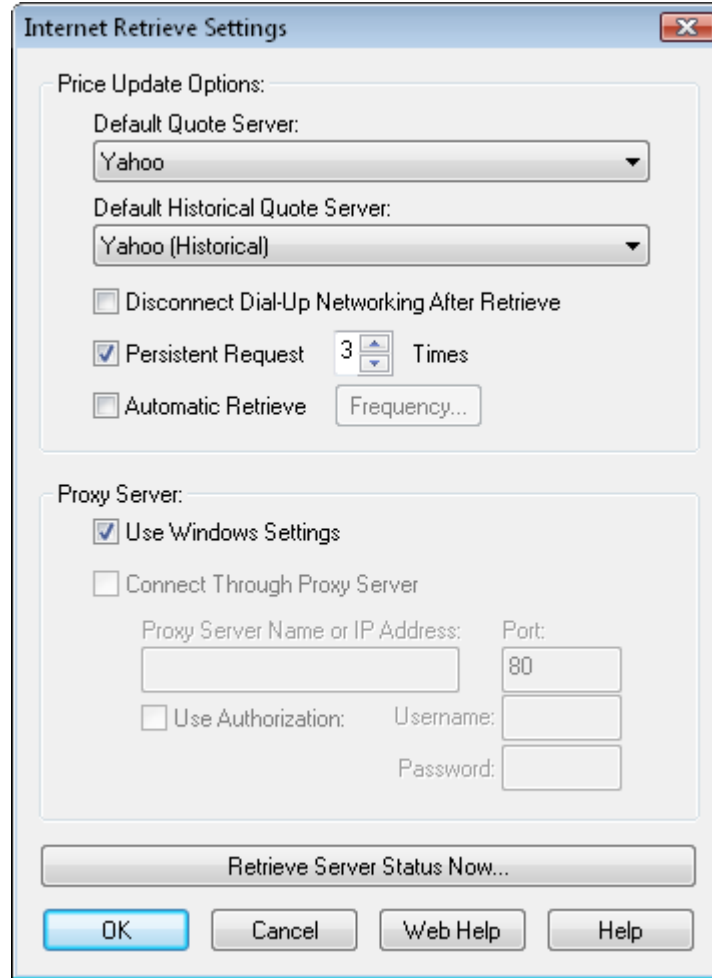 Internet Retrieve Settings
Price Update Options:
Default Quote Server:
Yahoo
Default Historical Quote Server:
Yahoo (Historical)
Disconnect Dial-Up Networking After Retrieve
Persistent Request 3 Times
Automatic Retrieve Frequency...
Proxy Server:
Use Windows Settings
Connect Through Proxy Server
Proxy Server Name or IP Address: Port:
80
Use Authorization: Username:
Password:
Retrieve Server Status Now...
OK Cancel Web Help Help